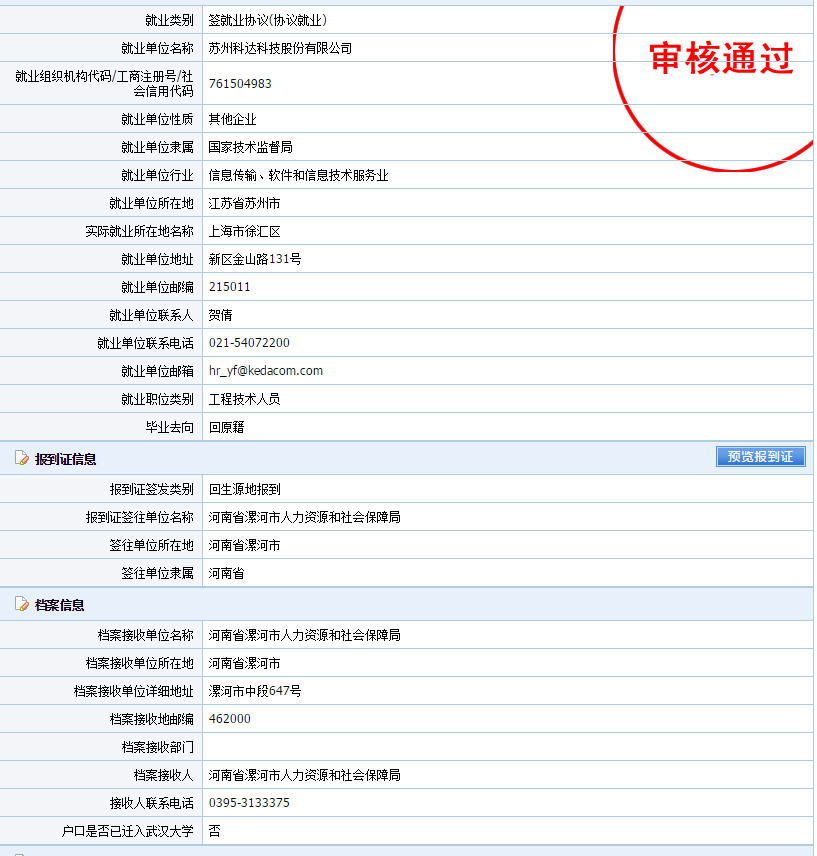 就业类别 签就业协议(协议就业)
就业单位名称 苏州科达科技股份有限公司
审核通过
就业组织机构代码/工商注册号/社
会信用代码 761504983
就业单位性质 其他企业
就业单位隶属 国家技术监督局
就业单位行业 信息传输、软件和信息技术服务业
就业单位所在地 江苏省苏州市
实际就业所在地名称 上海市徐汇区
就业单位地址 新区金山路131号
就业单位邮编 215011
就业单位联系人 贺倩
就业单位联系电话 021-54072200
就业单位邮箱 hr_yf@kedacom.com
就业职位类别 工程技术人员
毕业去向 回原籍
报到证信息 预览报到证
报到证签发类别 回生源地报到
报到证签往单位名称 河南省漯河市人力资源和社会保障局
签往单位所在地 河南省漯河市
签往单位隶属 河南省
档案信息
档案接收单位名称 河南省漯河市人力资源和社会保障局
档案接收单位所在地 河南省漯河市
档案接收单位详细地址 漯河市中段647号
档案接收地邮编 462000
档案接收部门
档案接收人 河南省漯河市人力资源和社会保障局
接收人联系电话 0395-3133375
户口是否已迁入武汉大学 否